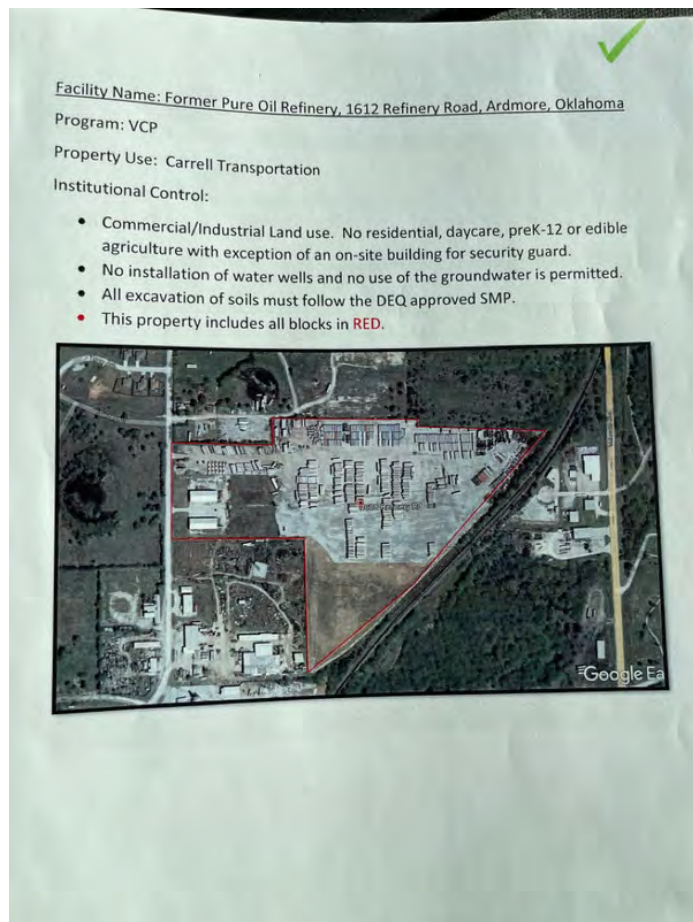 Facility Name: Former Pure Oil Refinery, 1612 Refinery Road, Ardmore, Oklahoma
Program: VCP
Property Use: Carrell Transportation
Institutional Control:
• Commercial/Industrial Land use. No residential, daycare, preK-12 or edible
agriculture with exception of an on-site building for security guard.
• No installation of water wells and no use of the groundwater is permitted.
• All excavation of soils must follow the DEQ approved SMP.
• This property includes all blocks in RED.
Google Ea